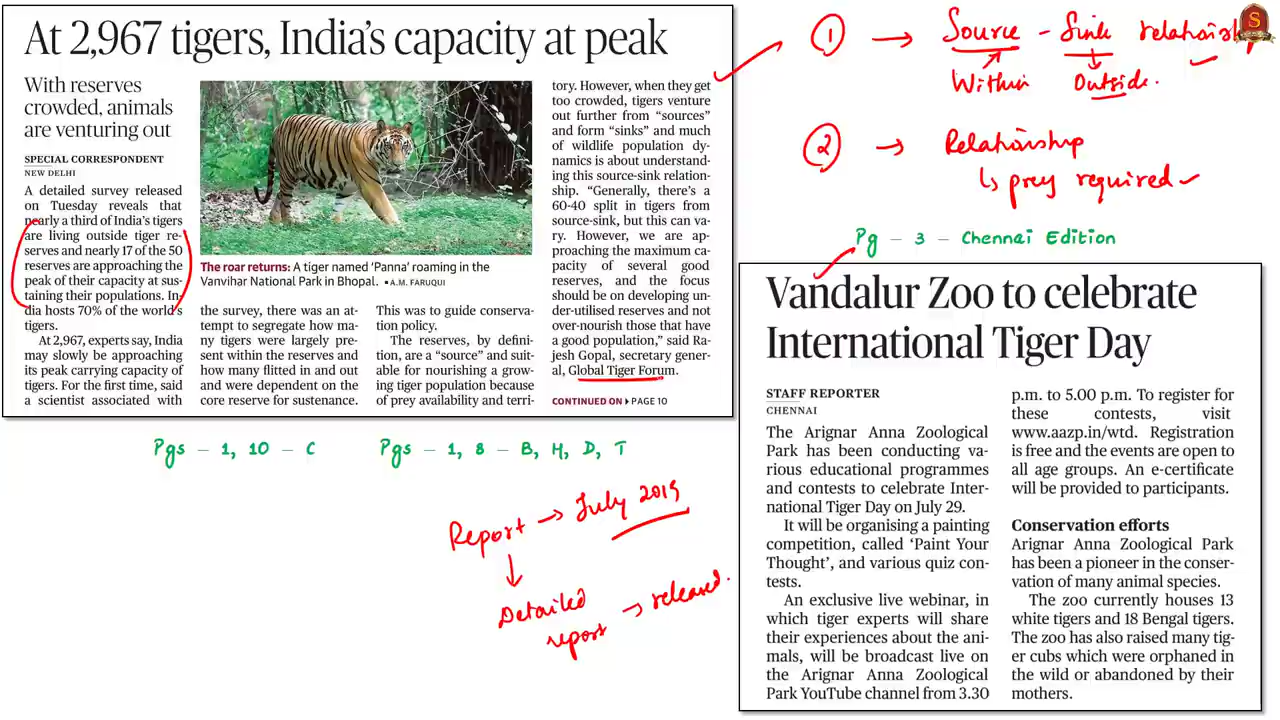 At 2,967 tigers, India's capacity at peak
With reserves
crowded, animals
are venturing out
SPECIAL CORRESPONDENT
NEW DELHI
A detailed survey released
on Tuesday reveals that
nearly a third of India's tigers
are living outside tiger re-
serves and nearly 17 of the 50
reserves are approaching the
peak of their capacity at sus-
taining their populations. In-
dia hosts 70% of the world's
tigers.
At 2,967, experts say, India
may slowly be approaching
its peak carrying capacity of
tigers. For the first time, said
a scientist associated with
The roar returns: A tiger named 'Panna' roaming in the
Vanvihar National Park in Bhopal. ▪ A.M. FARUQUI
the survey, there was an at-
tempt to segregate how ma-
ny tigers were largely pre-
sent within the reserves and
how many flitted in and out
and were dependent on the
core reserve for sustenance.
This was to guide conserva-
tion policy.
The reserves, by defini-
tion, are a "source" and suit-
able for nourishing a grow-
ing tiger population because
of prey availability and terri-
tory. However, when they get
too crowded, tigers venture
out further from "sources"
and form "sinks" and much
of wildlife population dy-
namics is about understand-
ing this source-sink relation-
ship. "Generally, there's a
60-40 split in tigers from
source-sink, but this can va-
ry. However, we are ap-
proaching the maximum ca-
pacity of several good
reserves, and the focus
should be on developing un-
der-utilised reserves and not
over-nourish those that have
a good population," said Ra-
jesh Gopal, secretary gener-
al, Global Tiger Forum.
CONTINUED ON ▸ PAGE 10
① → Source - Sink relationship
Within Outside.
② → Relationship
↳ prey required
Pg - 3 - Chennai Edition
Pgs - 1, 10 - C
Pgs - 1, 8 - B, H, D, T
Report → July 2019
Detailed
report → released.
Vandalur Zoo to celebrate
International Tiger Day
STAFF REPORTER
CHENNAI
The Arignar Anna Zoological
Park has been conducting va-
rious educational programmes
and contests to celebrate Inter-
national Tiger Day on July 29.
It will be organising a painting
competition, called 'Paint Your
Thought', and various quiz con-
tests.
An exclusive live webinar, in
which tiger experts will share
their experiences about the ani-
mals, will be broadcast live on
the Arignar Anna Zoological
Park YouTube channel from 3.30
p.m. to 5.00 p.m. To register for
these contests, visit
www.aazp.in/wtd. Registration
is free and the events are open to
all age groups. An e-certificate
will be provided to participants.
Conservation efforts
Arignar Anna Zoological Park
has been a pioneer in the conser-
vation of many animal species.
The zoo currently houses 13
white tigers and 18 Bengal tigers.
The zoo has also raised many tig-
er cubs which were orphaned in
the wild or abandoned by their
mothers.